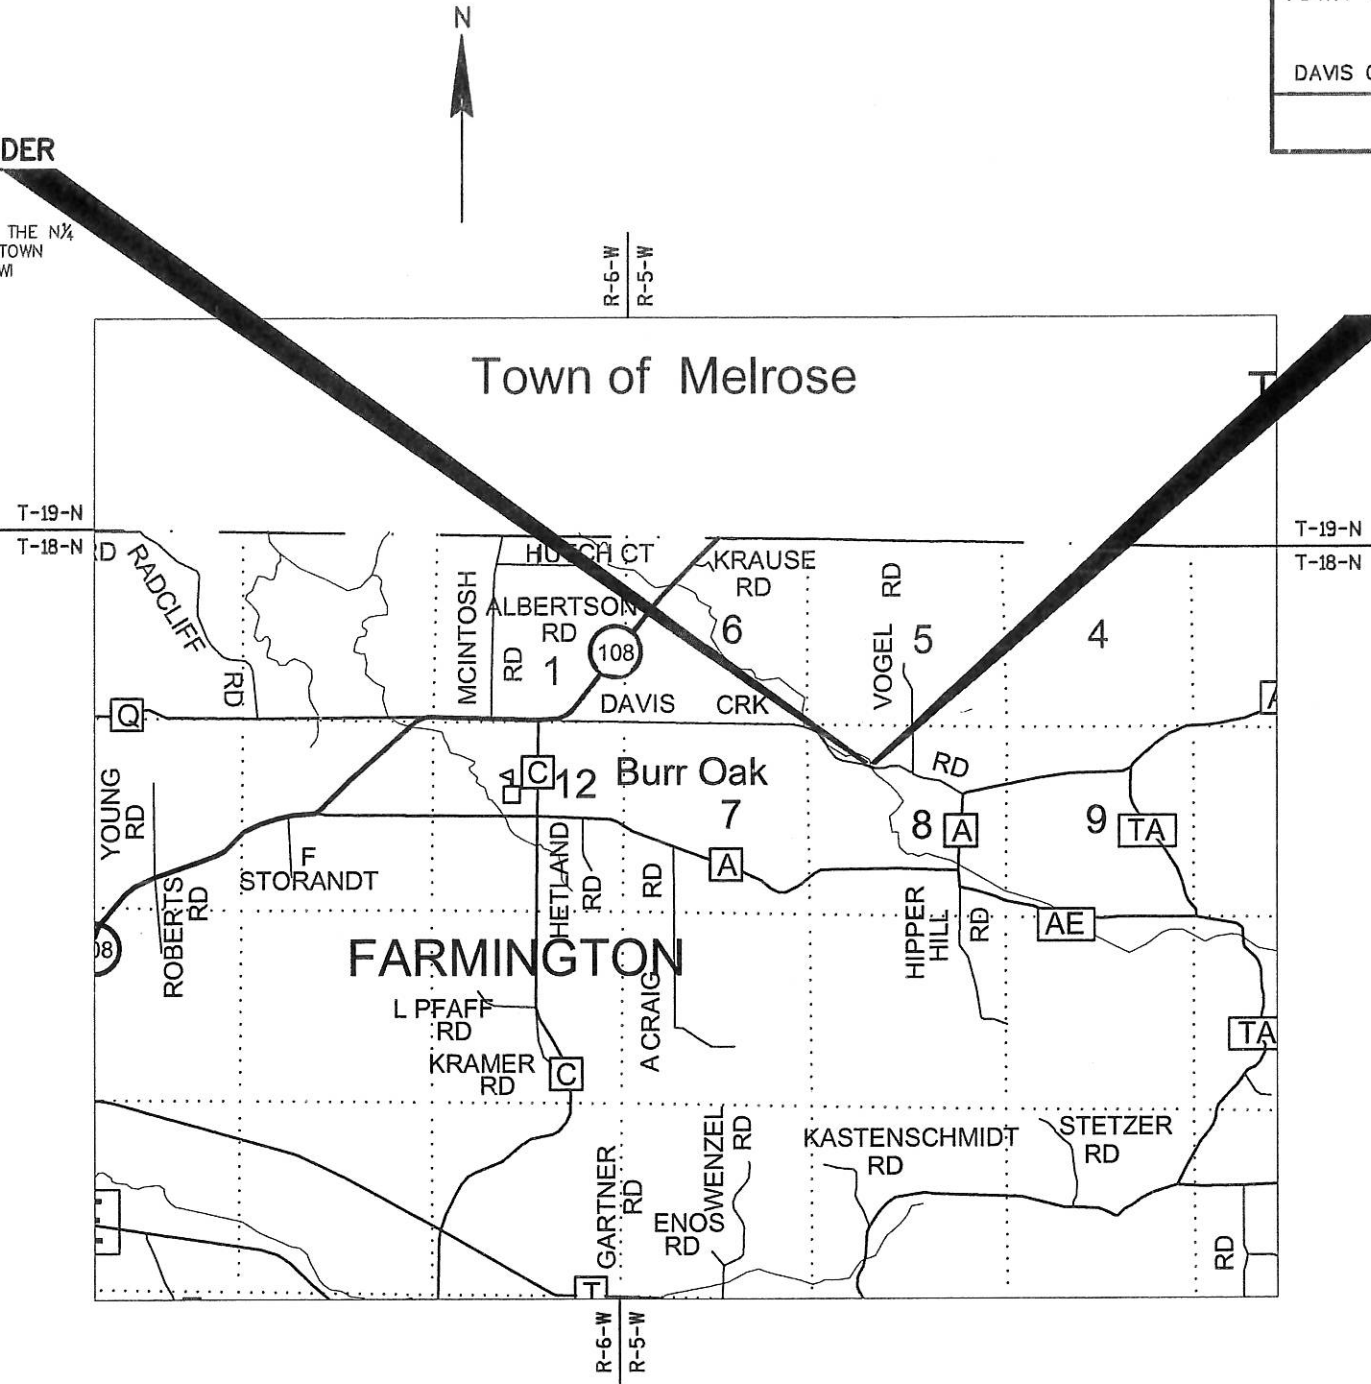 N
DAVIS
DER
THE N¼
TOWN
WI
R-6-W
R-5-W
Town of Melrose
T
T-19-N
T-18-N
T-19-N
T-18-N
RD
RADCLIFF
RD
MCINTOSH
RD
HUTCH CT
ALBERTSON
RD
1
108
KRAUSE
RD
6
VOGEL
RD
5
4
DAVIS CRK
RD
Q
A
C
12
Burr Oak
7
8
A
9
TA
YOUNG
RD
F
STORANDT
ROBERTS
RD
HETLAND
RD
RD
A
HIPPER
HILL
RD
AE
08
FARMINGTON
L PFAFF
RD
A CRAIG
KRAMER
RD
C
TA
GARTNER
RD
WENZEL
RD
ENOS
RD
KASTENSCHMIDT
RD
STETZER
RD
RD
T
R-6-W
R-5-W